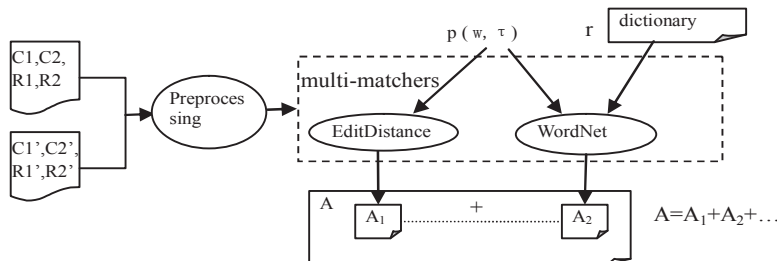 dictionary
p ( w, τ )
r
C1,C2,
R1,R2
multi-matchers
Preproces
sing
EditDistance
WordNet
C1’,C2’,
R1’,R2’
A
A1
+
A2
A=A1+A2+…